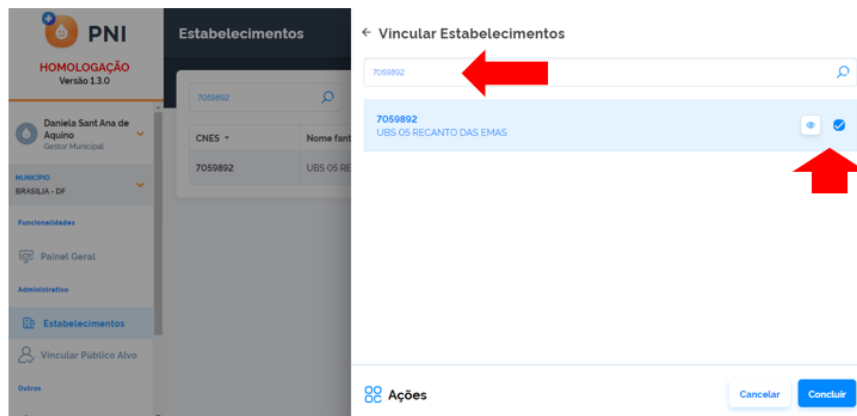 PNI
HOMOLOGAÇÃO
Versão 1.3.0
Daniela Sant Ana de
Aquino
Gestor Municipal
MUNICÍPIO
BRASILIA - DF
Funcionalidades
Painel Geral
Administrativo
Estabelecimentos
Vincular Público Alvo
Outros
Estabelecimentos
7059892
CNES
Nome fant
7059892
UBS 05 RE
Vincular Estabelecimentos
7059892
7059892
UBS 05 RECANTO DAS EMAS
Ações
Cancelar
Concluir